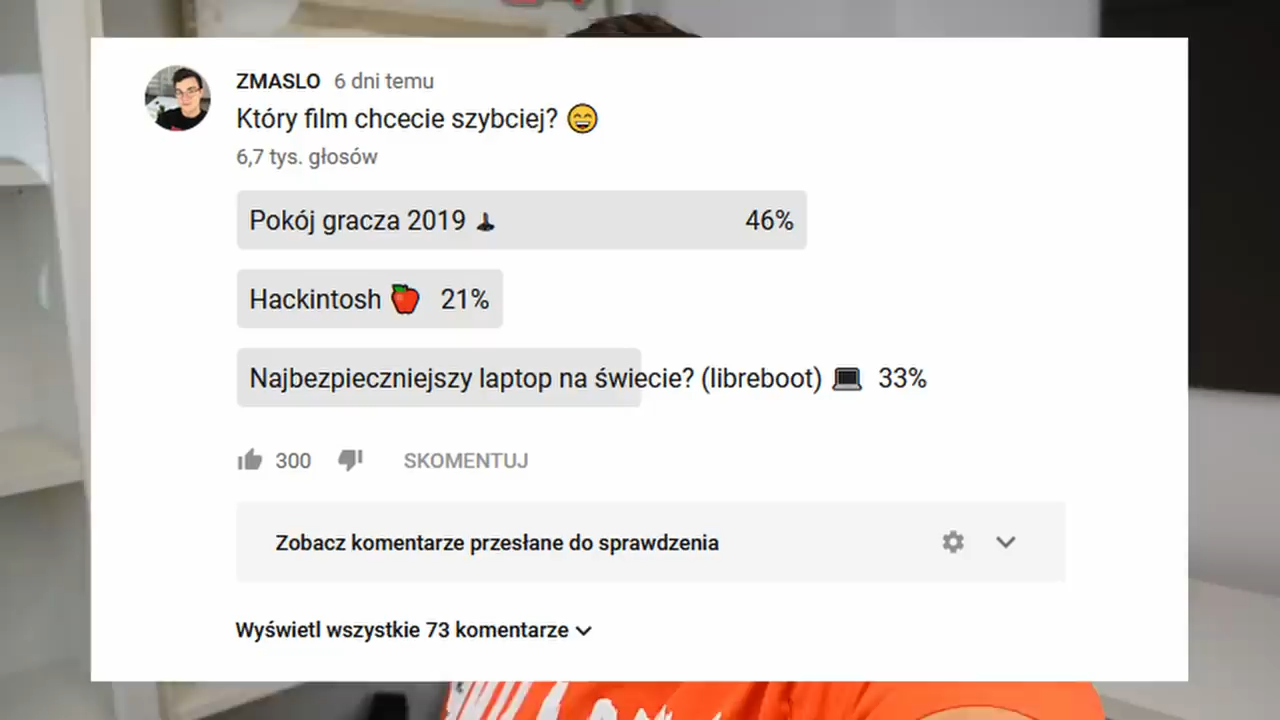 ZMASLO 6 dni temu
Który film chcecie szybciej? 😄
6,7 tys. głosów
Pokój gracza 2019 🕹 46%
Hackintosh 🍎 21%
Najbezpieczniejszy laptop na świecie? (libreboot) 💻 33%
300 SKOMENTUJ
Zobacz komentarze przesłane do sprawdzenia
Wyświetl wszystkie 73 komentarze